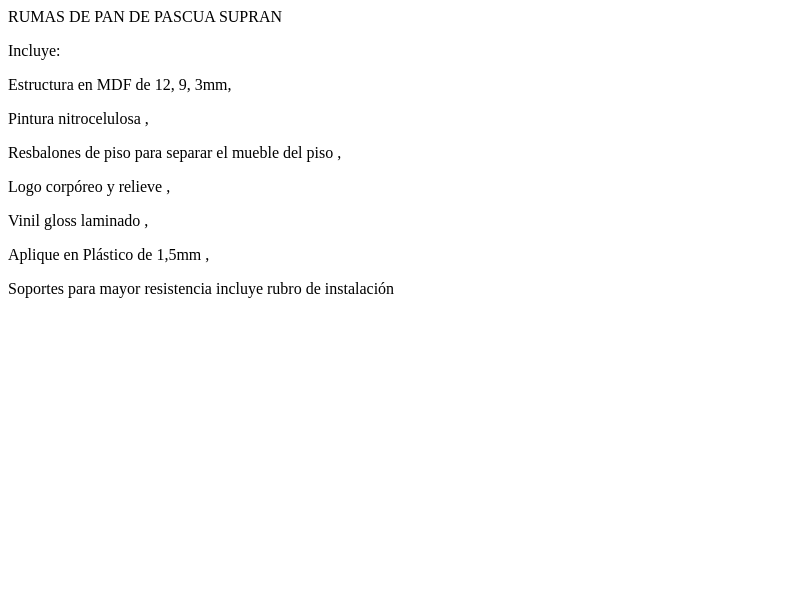 RUMAS DE PAN DE PASCUA SUPRAN
Incluye:
Estructura en MDF de 12, 9, 3mm,
Pintura nitrocelulosa ,
Resbalones de piso para separar el mueble del piso ,
Logo corpóreo y relieve ,
Vinil gloss laminado ,
Aplique en Plástico de 1,5mm ,
Soportes para mayor resistencia incluye rubro de instalación